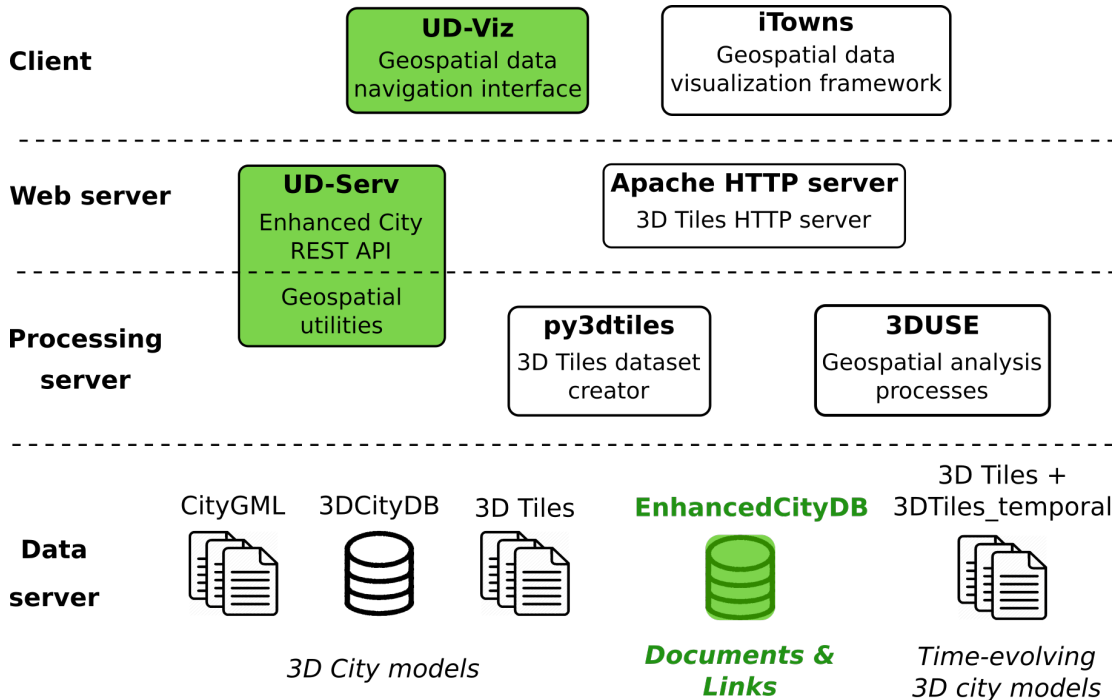 Client
UD-Viz
Geospatial data
navigation interface
iTowns
Geospatial data
visualization framework
Web server
UD-Serv
Enhanced City
REST API
Apache HTTP server
3D Tiles HTTP server
Processing
server
Geospatial
utilities
py3dtiles
3D Tiles dataset
creator
3DUSE
Geospatial analysis
processes
Data
server
CityGML
3DCityDB
3D Tiles
EnhancedCityDB
3D Tiles +
3DTiles_temporal
3D City models
Documents &
Links
Time-evolving
3D city models